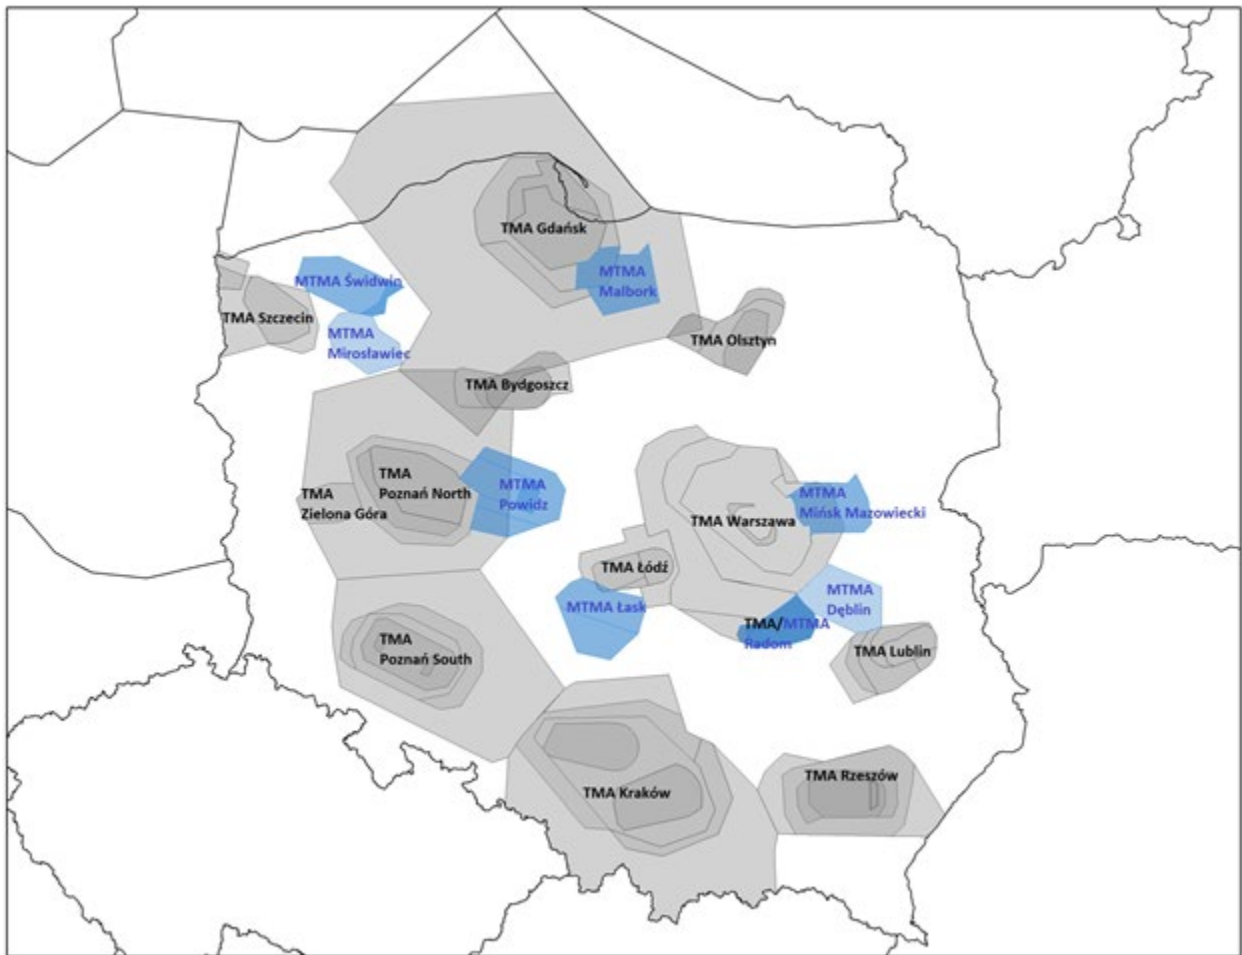 TMA Gdańsk
MTMA Świdwin
MTMA
Malbork
TMA Szczecin
MTMA
Mirosławiec
TMA Olsztyn
TMA Bydgoszcz
TMA
Poznań North
MTMA
Powidz
TMA
Zielona Góra
MTMA
Mińsk Mazowiecki
TMA Warszawa
TMA Łódź
MTMA Łask
MTMA
Dęblin
TMA/MTMA
Radom
TMA
Poznań South
TMA Lublin
TMA Rzeszów
TMA Kraków